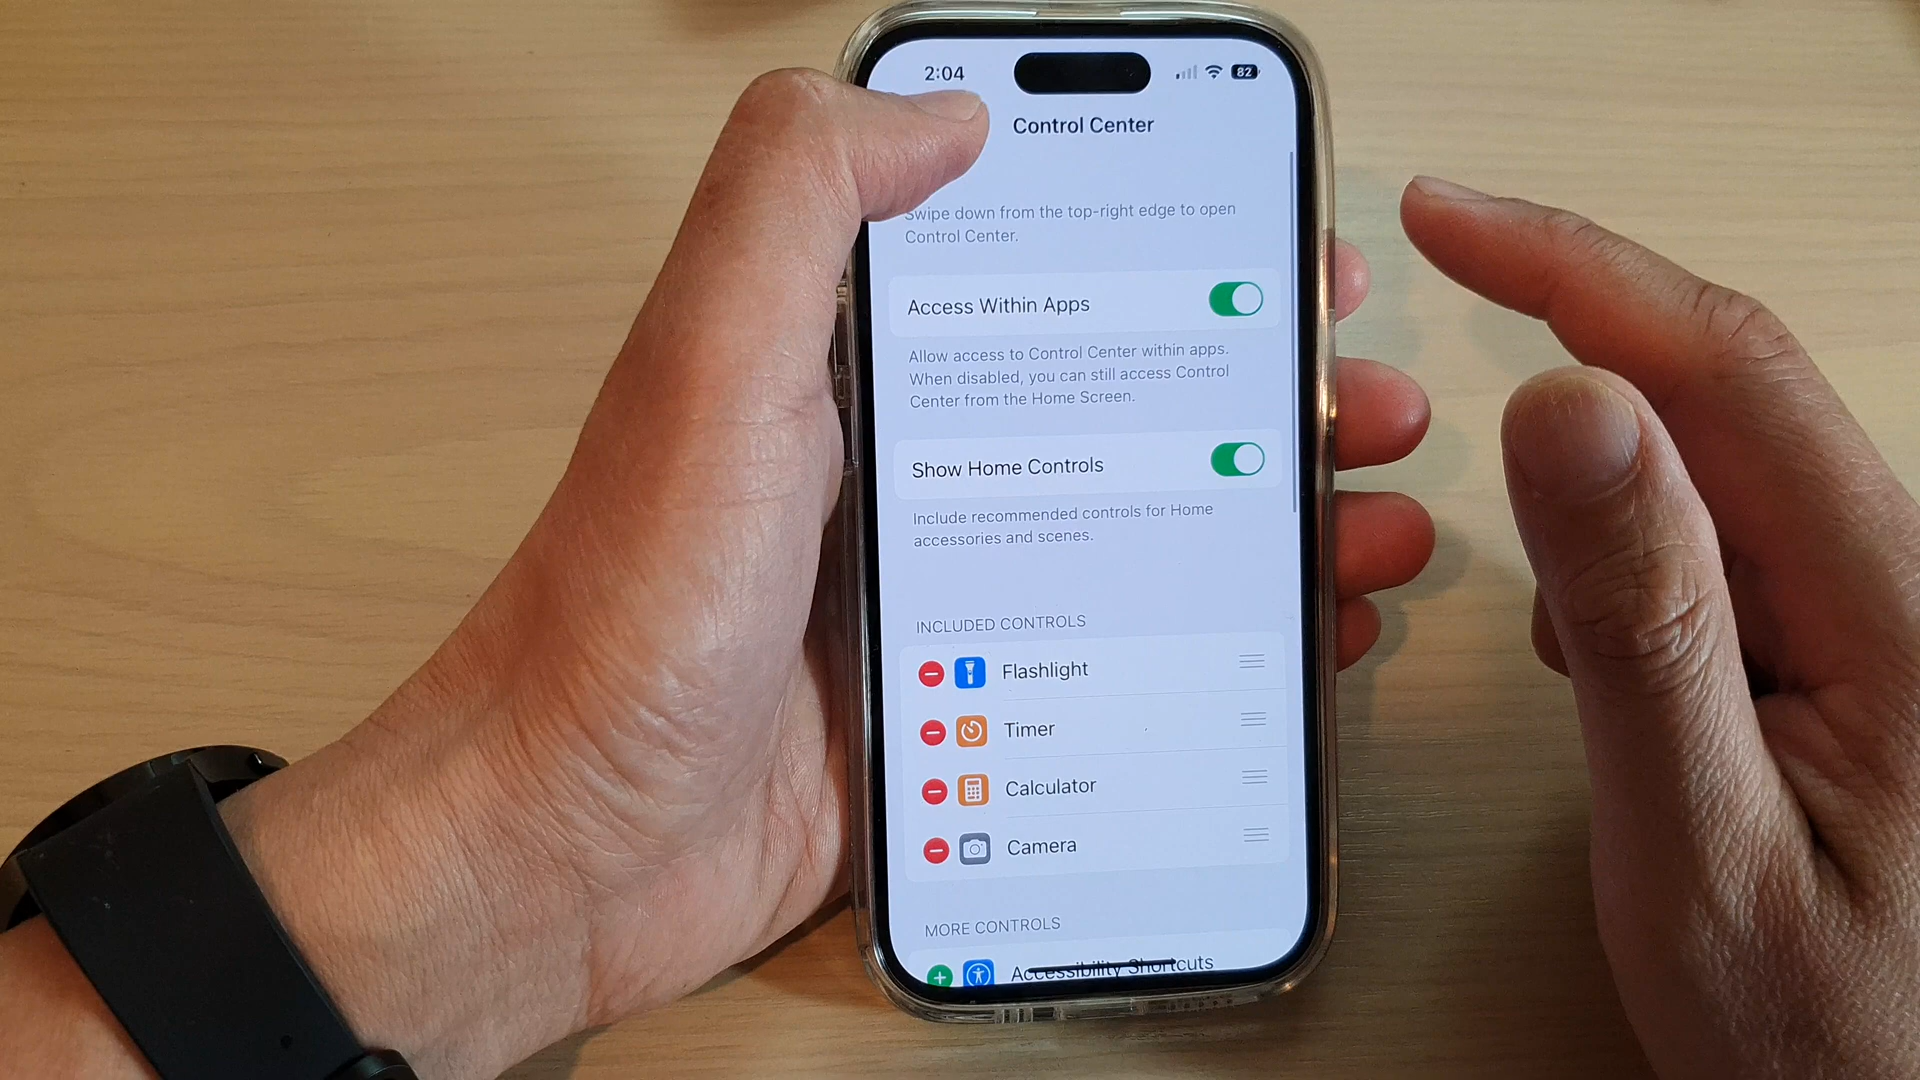 2:04
82
Control Center
Swipe down from the top-right edge to open
Control Center.
Access Within Apps
Allow access to Control Center within apps.
When disabled, you can still access Control
Center from the Home Screen.
Show Home Controls
Include recommended controls for Home
accessories and scenes.
INCLUDED CONTROLS
Flashlight
Timer
Calculator
Camera
MORE CONTROLS
Accessibility Shortcuts